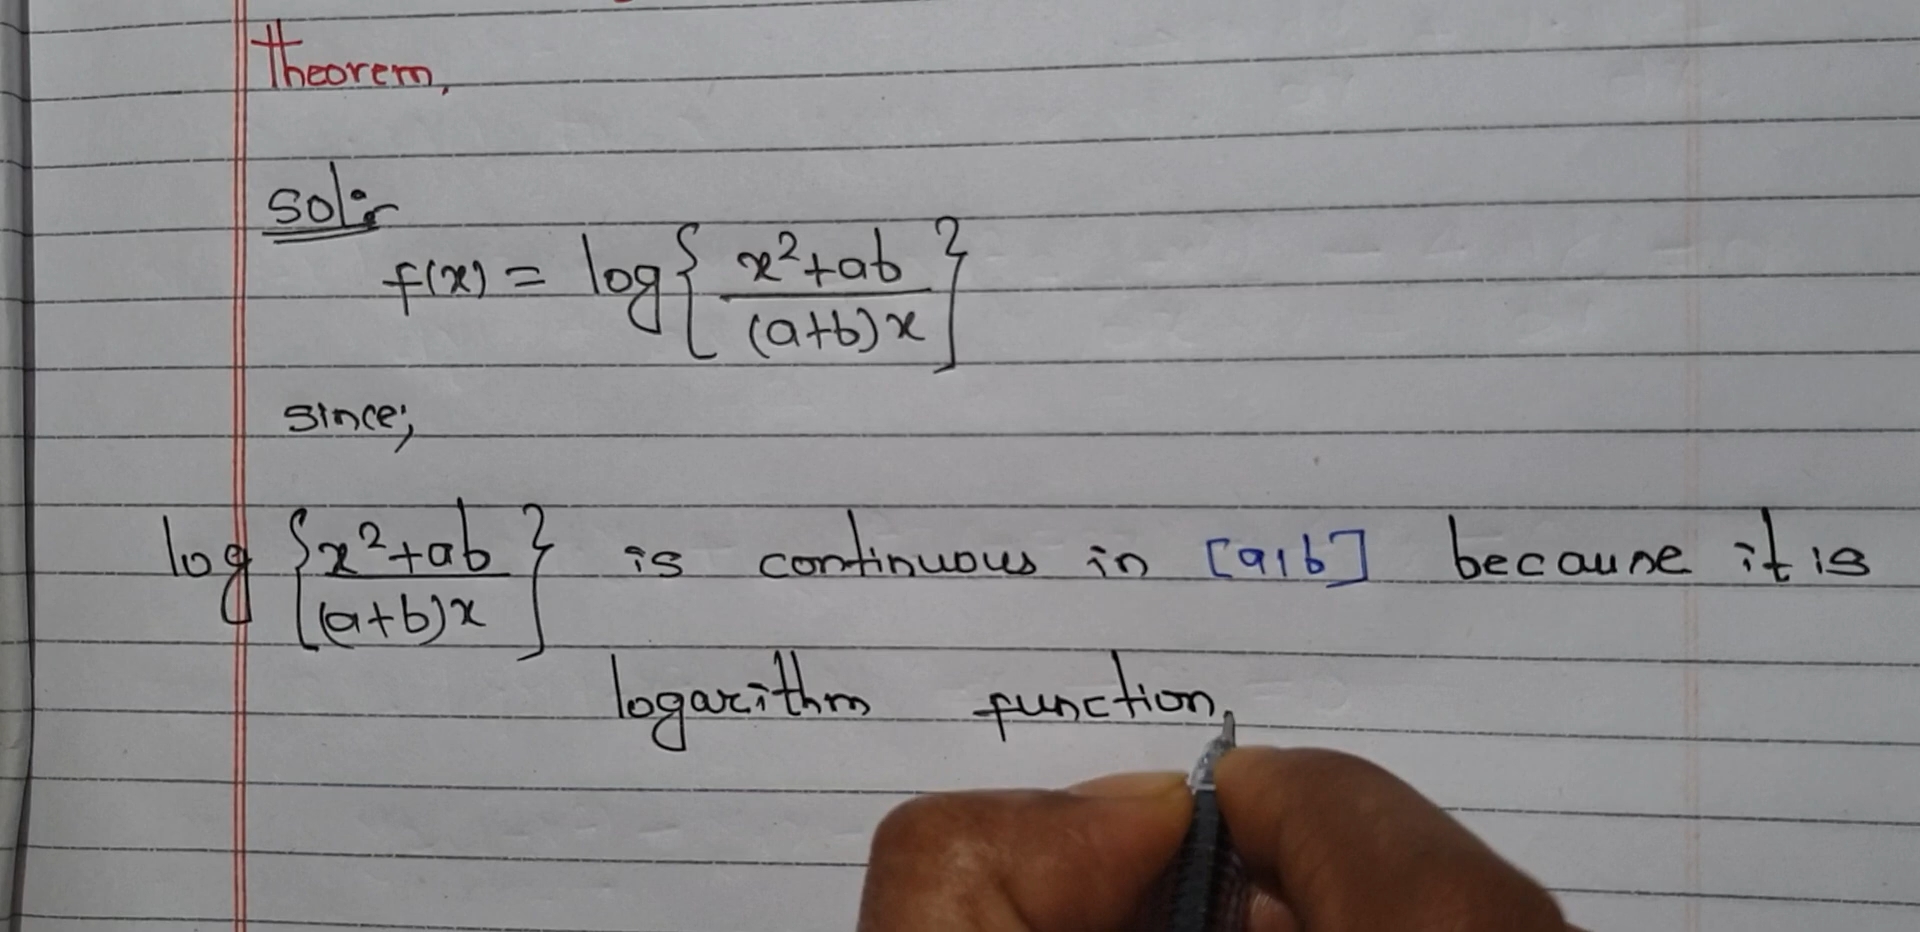 Theorem,
Sol:-
f(x) = log{ x²+ab / (a+b)x }
since;
log { x²+ab / (a+b)x } is continuous in [a,b] because it is
logarithm function,